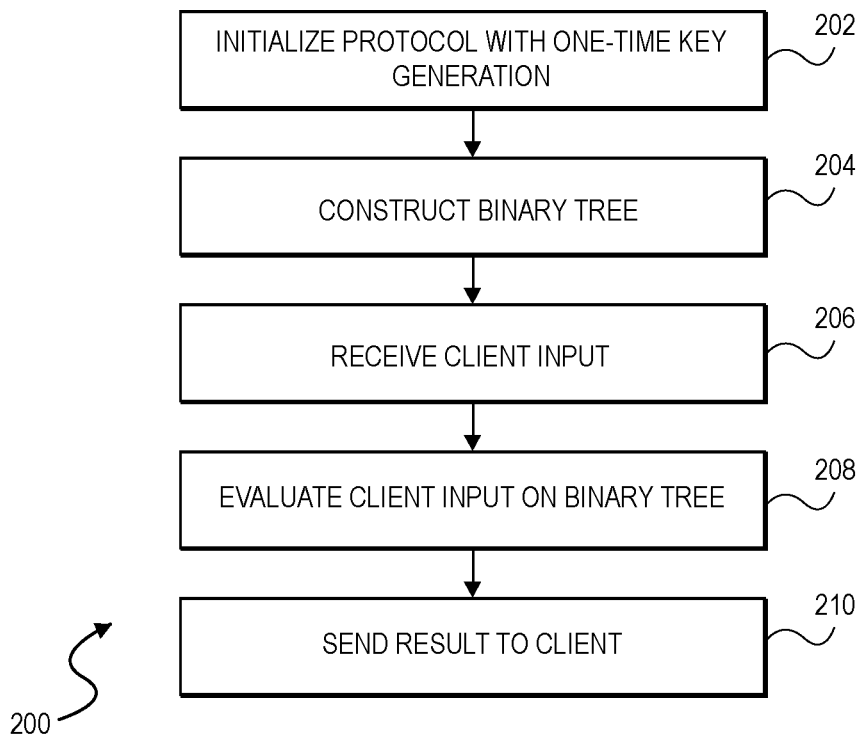 INITIALIZE PROTOCOL WITH ONE-TIME KEY
GENERATION
202
CONSTRUCT BINARY TREE
204
RECEIVE CLIENT INPUT
206
EVALUATE CLIENT INPUT ON BINARY TREE
208
SEND RESULT TO CLIENT
210
200